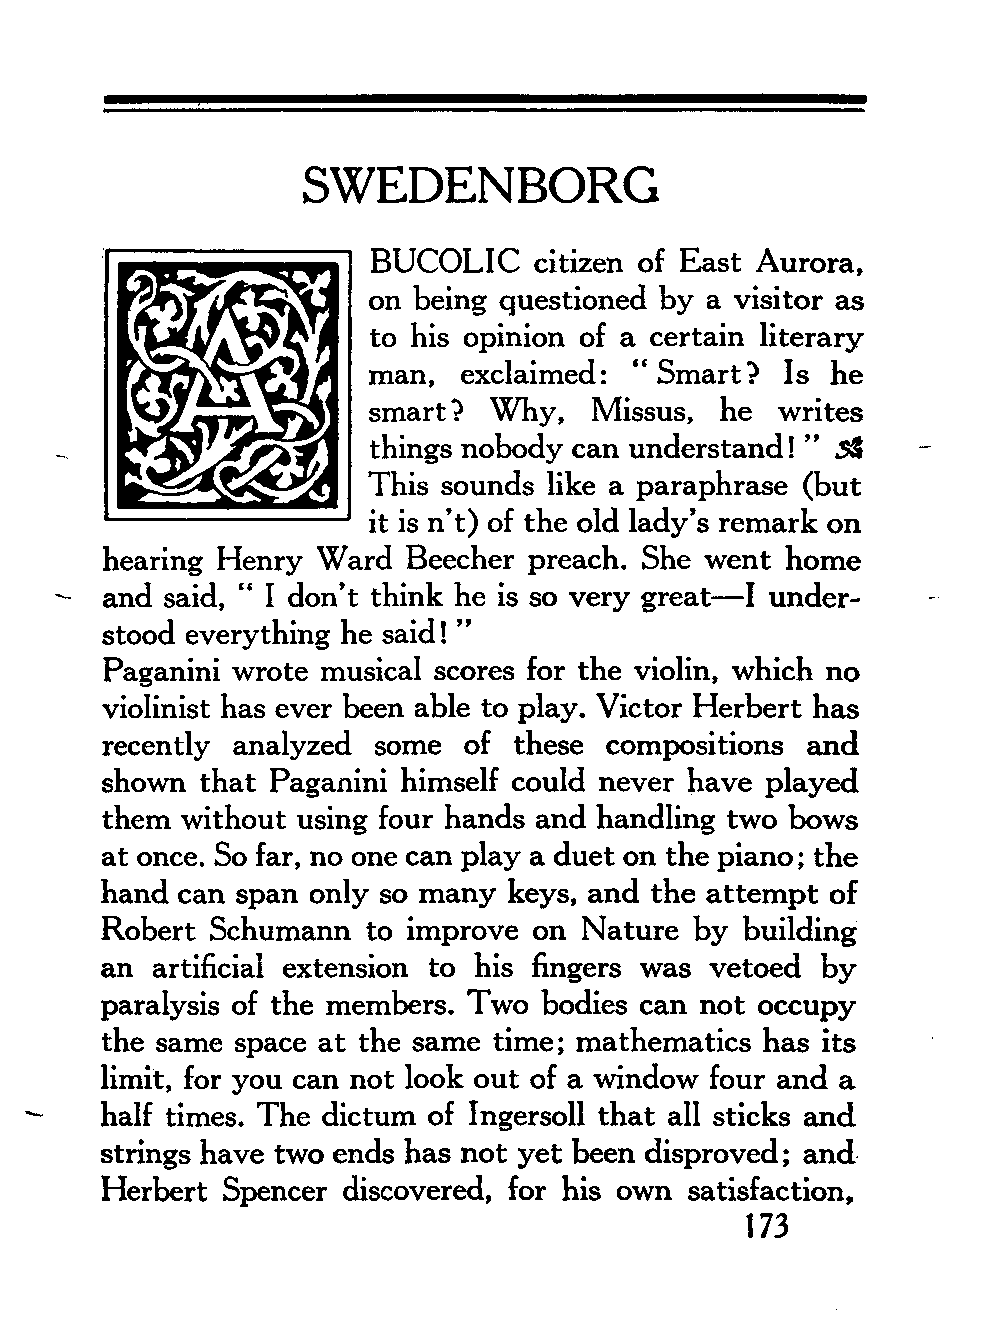 SWEDENBORG
A BUCOLIC citizen of East Aurora,
on being questioned by a visitor as
to his opinion of a certain literary
man, exclaimed: “ Smart? Is he
smart? Why, Missus, he writes
things nobody can understand! ”
This sounds like a paraphrase (but
it is n't) of the old lady's remark on
hearing Henry Ward Beecher preach. She went home
and said, “ I don't think he is so very great—I under-
stood everything he said! ”
Paganini wrote musical scores for the violin, which no
violinist has ever been able to play. Victor Herbert has
recently analyzed some of these compositions and
shown that Paganini himself could never have played
them without using four hands and handling two bows
at once. So far, no one can play a duet on the piano; the
hand can span only so many keys, and the attempt of
Robert Schumann to improve on Nature by building
an artificial extension to his fingers was vetoed by
paralysis of the members. Two bodies can not occupy
the same space at the same time; mathematics has its
limit, for you can not look out of a window four and a
half times. The dictum of Ingersoll that all sticks and
strings have two ends has not yet been disproved; and
Herbert Spencer discovered, for his own satisfaction,
173